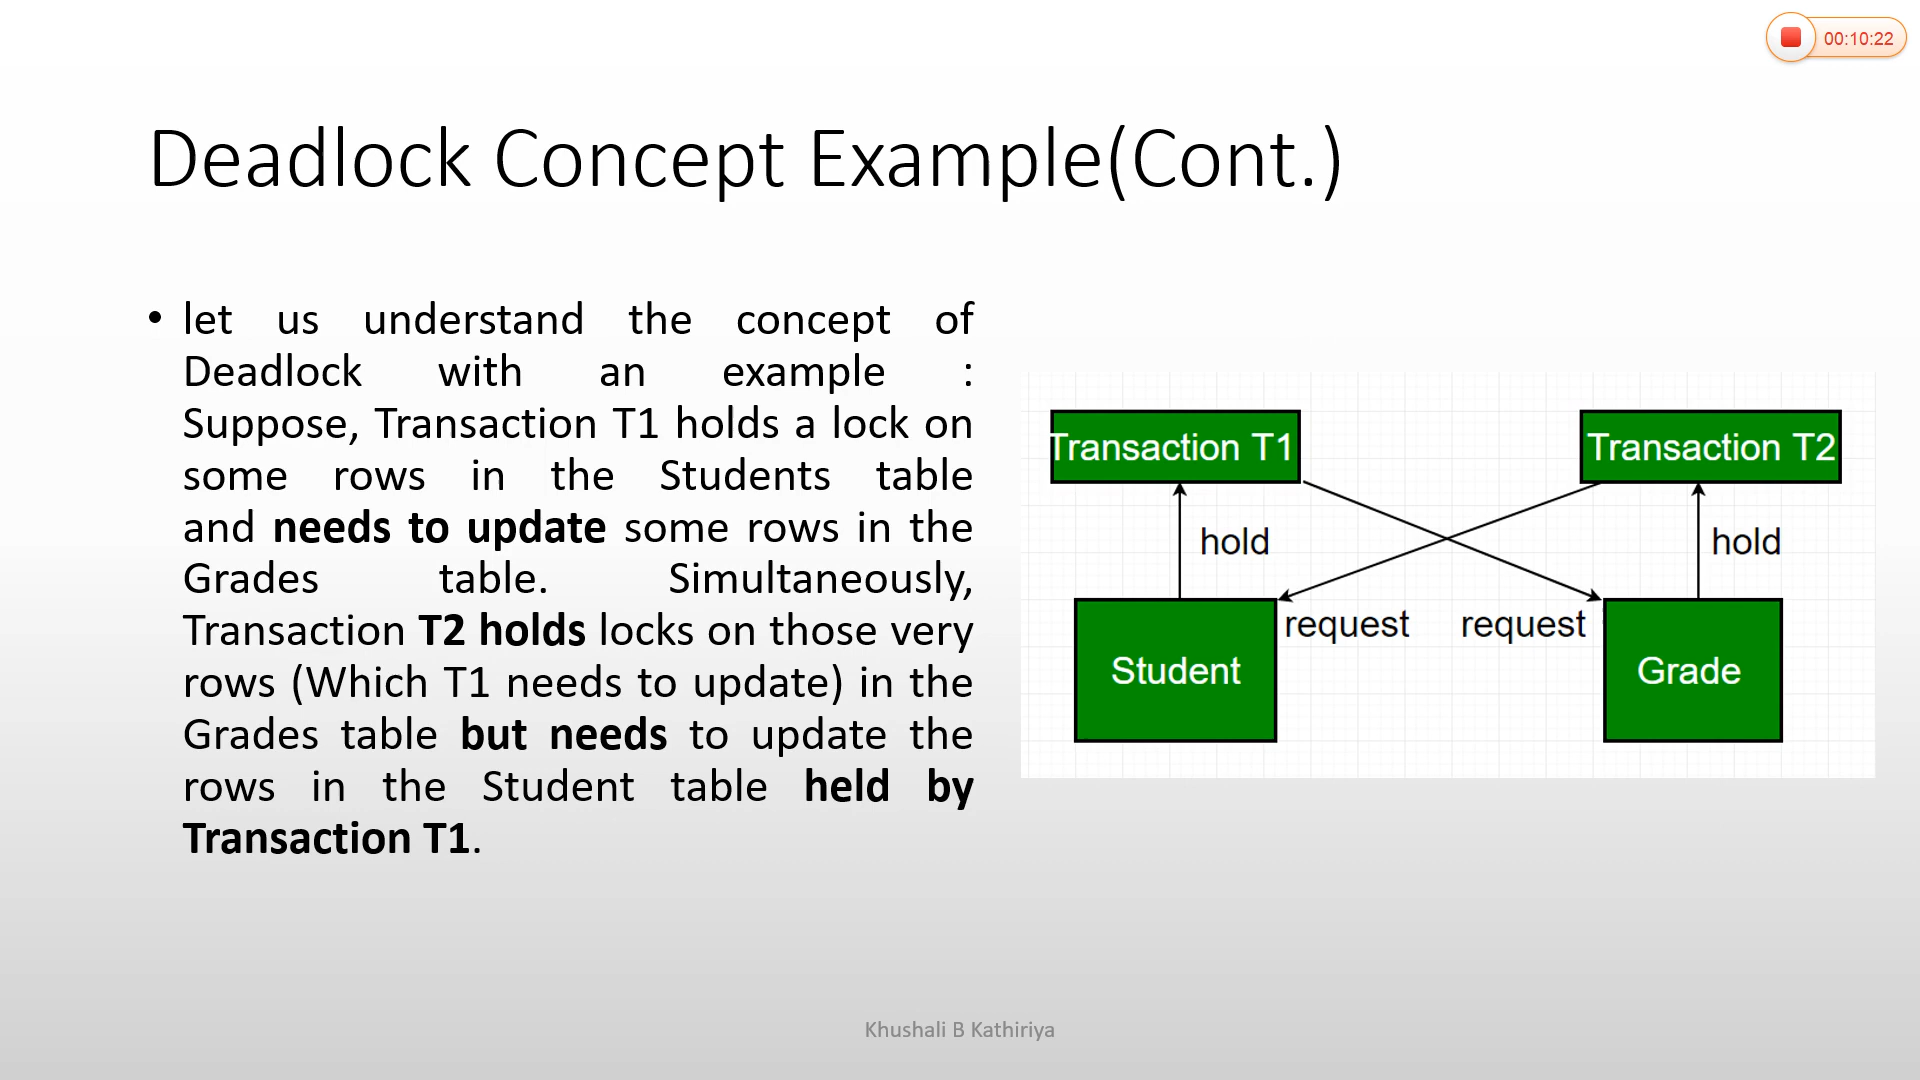 00:10:22
Deadlock Concept Example(Cont.)
• let us understand the concept of
Deadlock with an example :
Suppose, Transaction T1 holds a lock on
some rows in the Students table
and needs to update some rows in the
Grades table. Simultaneously,
Transaction T2 holds locks on those very
rows (Which T1 needs to update) in the
Grades table but needs to update the
rows in the Student table held by
Transaction T1.
Transaction T1
Transaction T2
hold
hold
request
request
Student
Grade
Khushali B Kathiriya